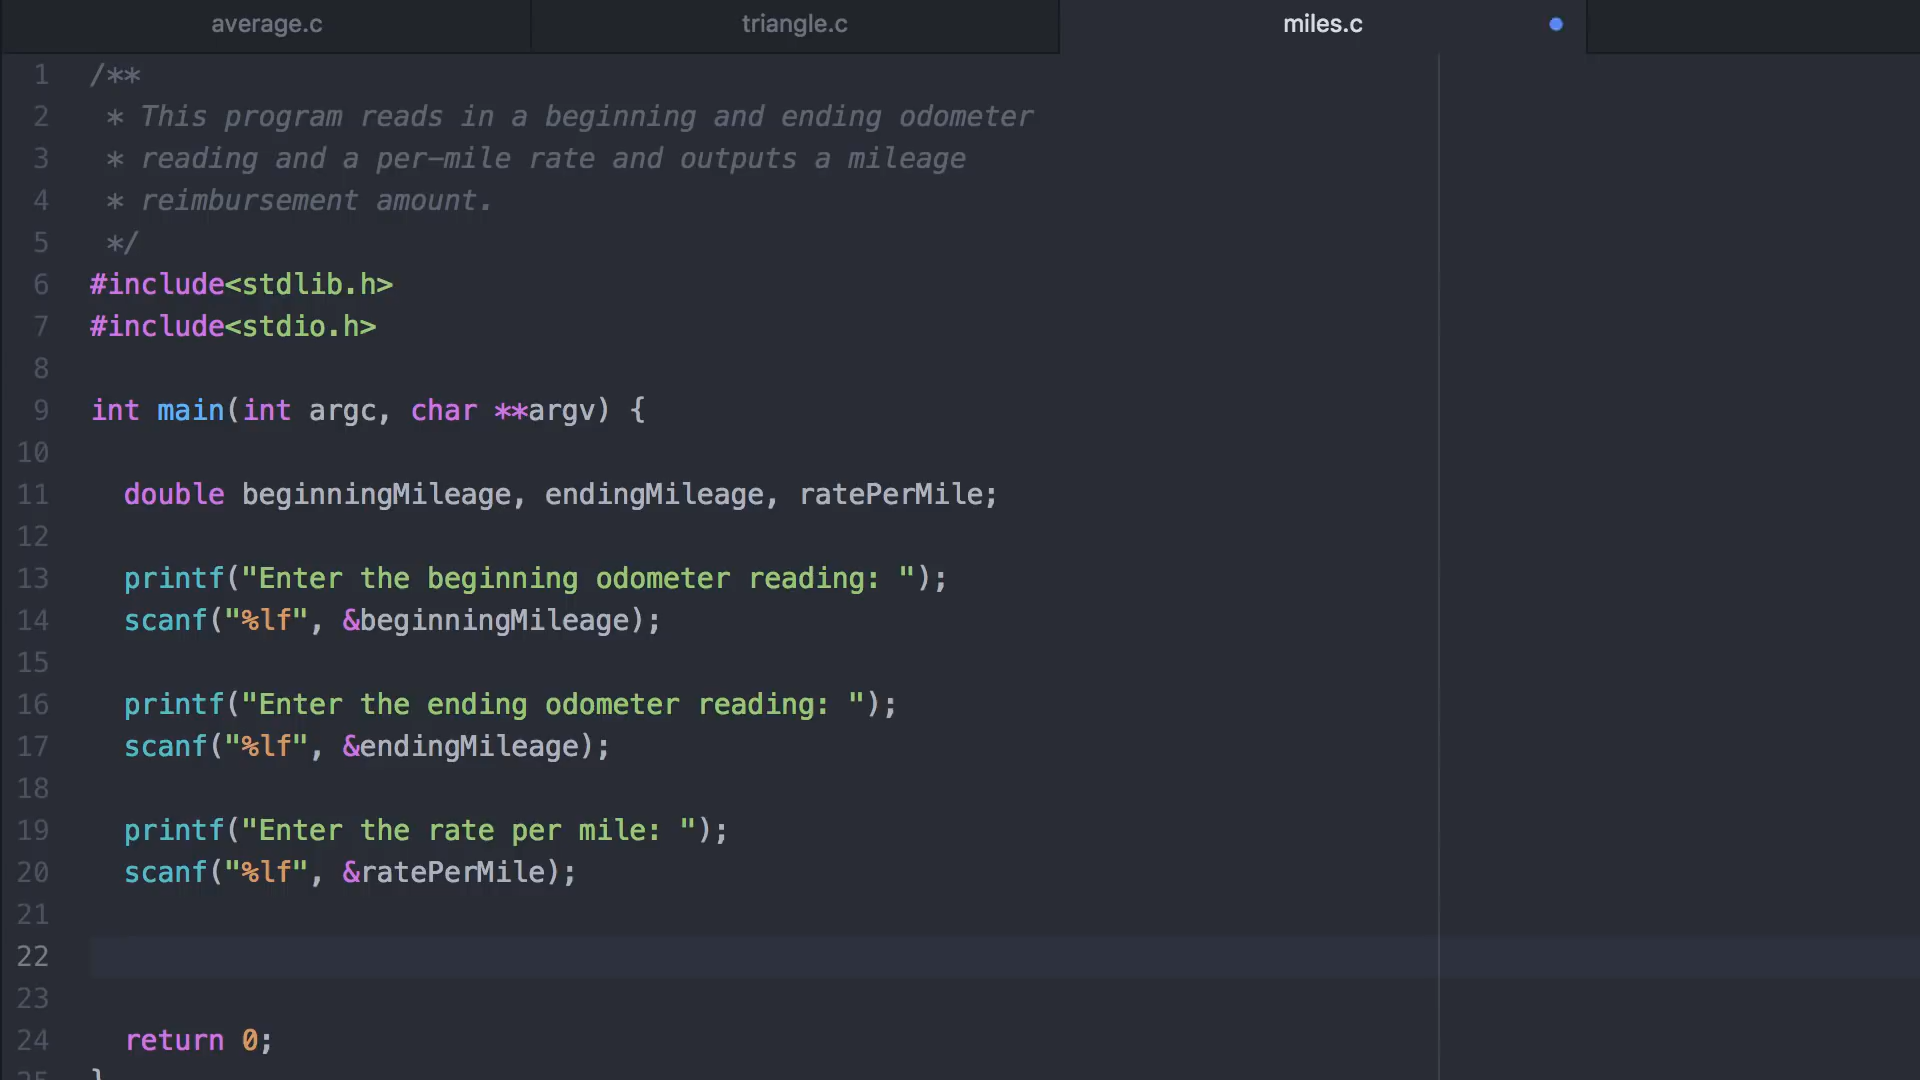 average.c triangle.c miles.c
1 /**
2  * This program reads in a beginning and ending odometer
3  * reading and a per-mile rate and outputs a mileage
4  * reimbursement amount.
5  */
6 #include<stdlib.h>
7 #include<stdio.h>
8
9 int main(int argc, char **argv) {
10
11   double beginningMileage, endingMileage, ratePerMile;
12
13   printf("Enter the beginning odometer reading: ");
14   scanf("%lf", &beginningMileage);
15
16   printf("Enter the ending odometer reading: ");
17   scanf("%lf", &endingMileage);
18
19   printf("Enter the rate per mile: ");
20   scanf("%lf", &ratePerMile);
21
22
23
24   return 0;
25 }